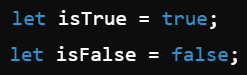 let isTrue = true;
let isFalse = false;